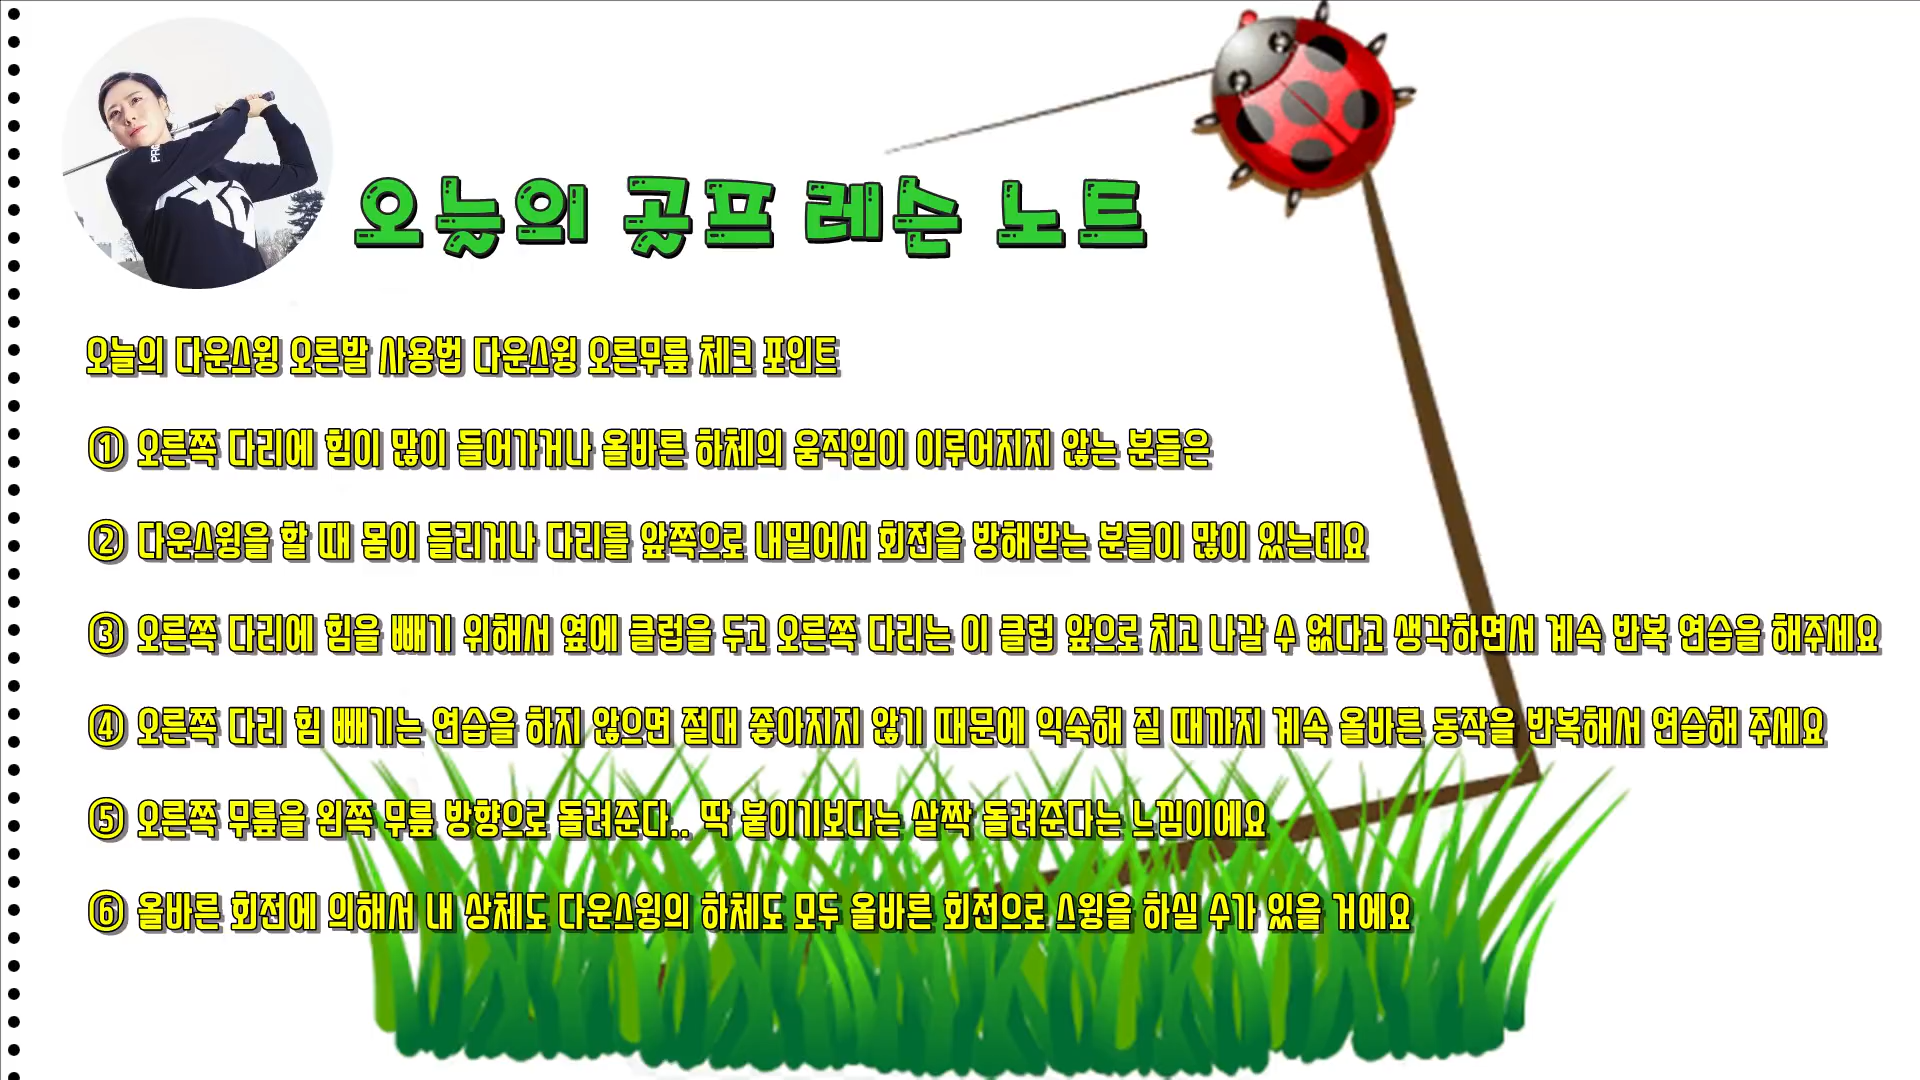 오늘의 골프 레슨 노트
오늘의 다운스윙 오른발 사용법 다운스윙 오른무릎 체크 포인트
① 오른쪽 다리에 힘이 많이 들어가거나 올바른 하체의 움직임이 이루어지지 않는 분들은
② 다운스윙을 할 때 몸이 들리거나 다리를 앞쪽으로 내밀어서 회전을 방해받는 분들이 많이 있는데요
③ 오른쪽 다리에 힘을 빼기 위해서 옆에 클럽을 두고 오른쪽 다리는 이 클럽 앞으로 치고 나갈 수 없다고 생각하면서 계속 반복 연습을 해주세요
④ 오른쪽 다리 힘 빼기는 연습을 하지 않으면 절대 좋아지지 않기 때문에 익숙해 질 때까지 계속 올바른 동작을 반복해서 연습해 주세요
⑤ 오른쪽 무릎을 왼쪽 무릎 방향으로 돌려준다.. 딱 붙이기보다는 살짝 돌려준다는 느낌이에요
⑥ 올바른 회전에 의해서 내 상체도 다운스윙의 하체도 모두 올바른 회전으로 스윙을 하실 수가 있을 거에요